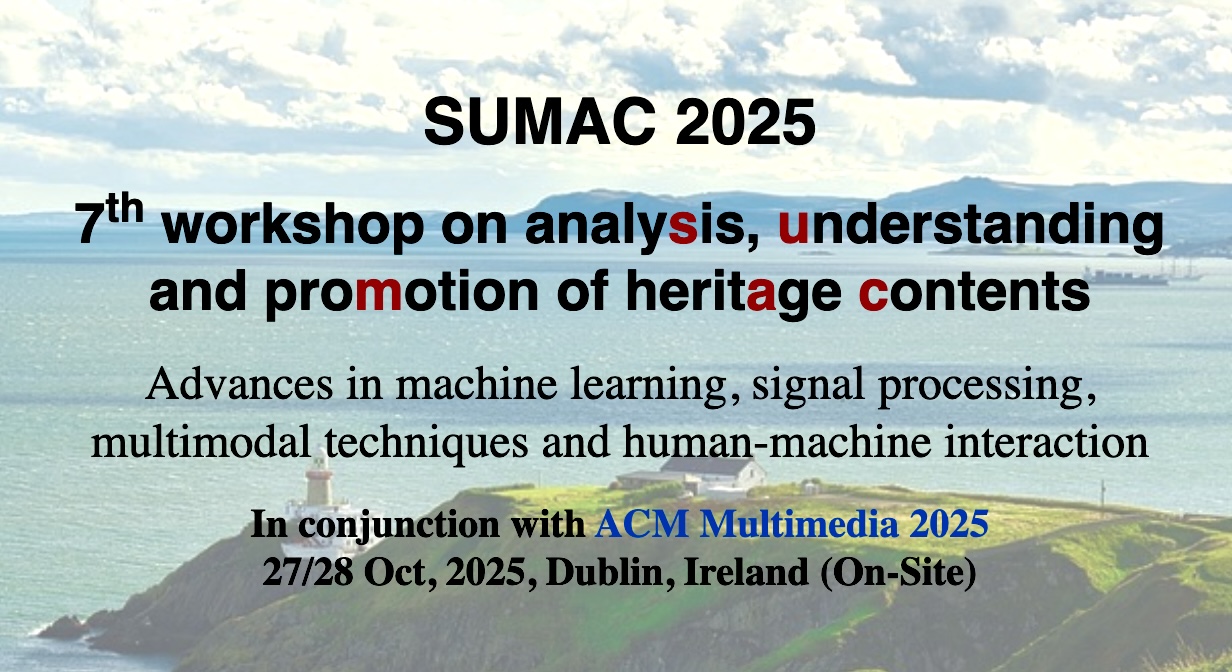 SUMAC 2025
7th workshop on analysis, understanding
and promotion of heritage contents
Advances in machine learning, signal processing,
multimodal techniques and human-machine interaction
In conjunction with ACM Multimedia 2025
27/28 Oct, 2025, Dublin, Ireland (On-Site)